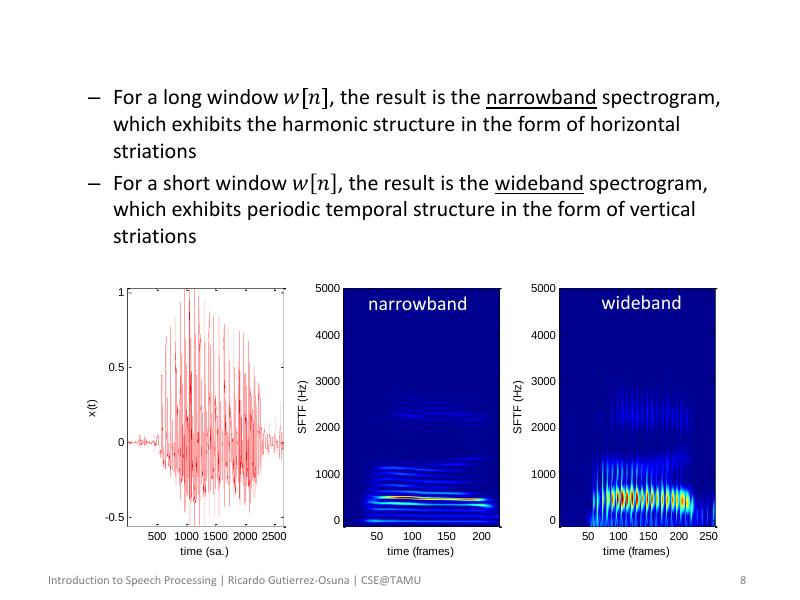 – For a long window w[n], the result is the narrowband spectrogram,
which exhibits the harmonic structure in the form of horizontal
striations
– For a short window w[n], the result is the wideband spectrogram,
which exhibits periodic temporal structure in the form of vertical
striations
1
0.5
0
-0.5
x(t)
500 1000 1500 2000 2500
time (sa.)
narrowband
5000
4000
3000
2000
1000
0
SFTF (Hz)
50 100 150 200
time (frames)
wideband
5000
4000
3000
2000
1000
0
SFTF (Hz)
50 100 150 200 250
time (frames)
Introduction to Speech Processing | Ricardo Gutierrez-Osuna | CSE@TAMU 8